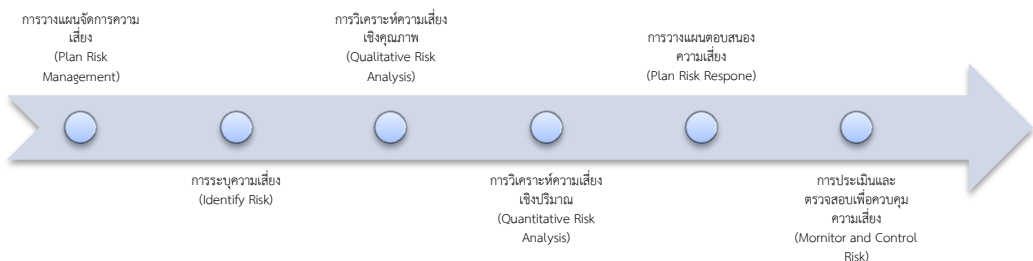 การวางแผนจัดการความ
เสี่ยง
(Plan Risk
Management)
การระบุความเสี่ยง
(Identify Risk)
การวิเคราะห์ความเสี่ยง
เชิงคุณภาพ
(Qualitative Risk
Analysis)
การวิเคราะห์ความเสี่ยง
เชิงปริมาณ
(Quantitative Risk
Analysis)
การวางแผนตอบสนอง
ความเสี่ยง
(Plan Risk Respone)
การประเมินและ
ตรวจสอบเพื่อควบคุม
ความเสี่ยง
(Mornitor and Control
Risk)